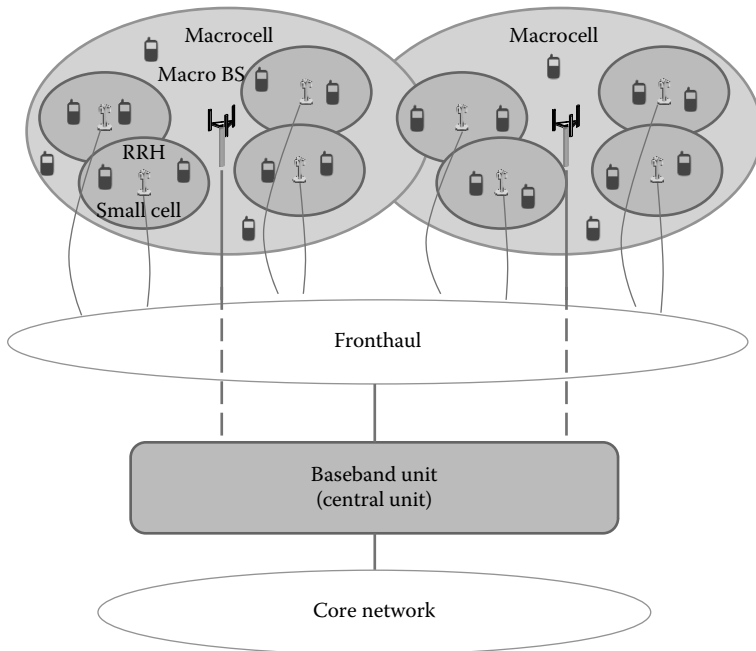 Macrocell
Macrocell
Macro BS
RRH
Small cell
Fronthaul
Baseband unit
(central unit)
Core network